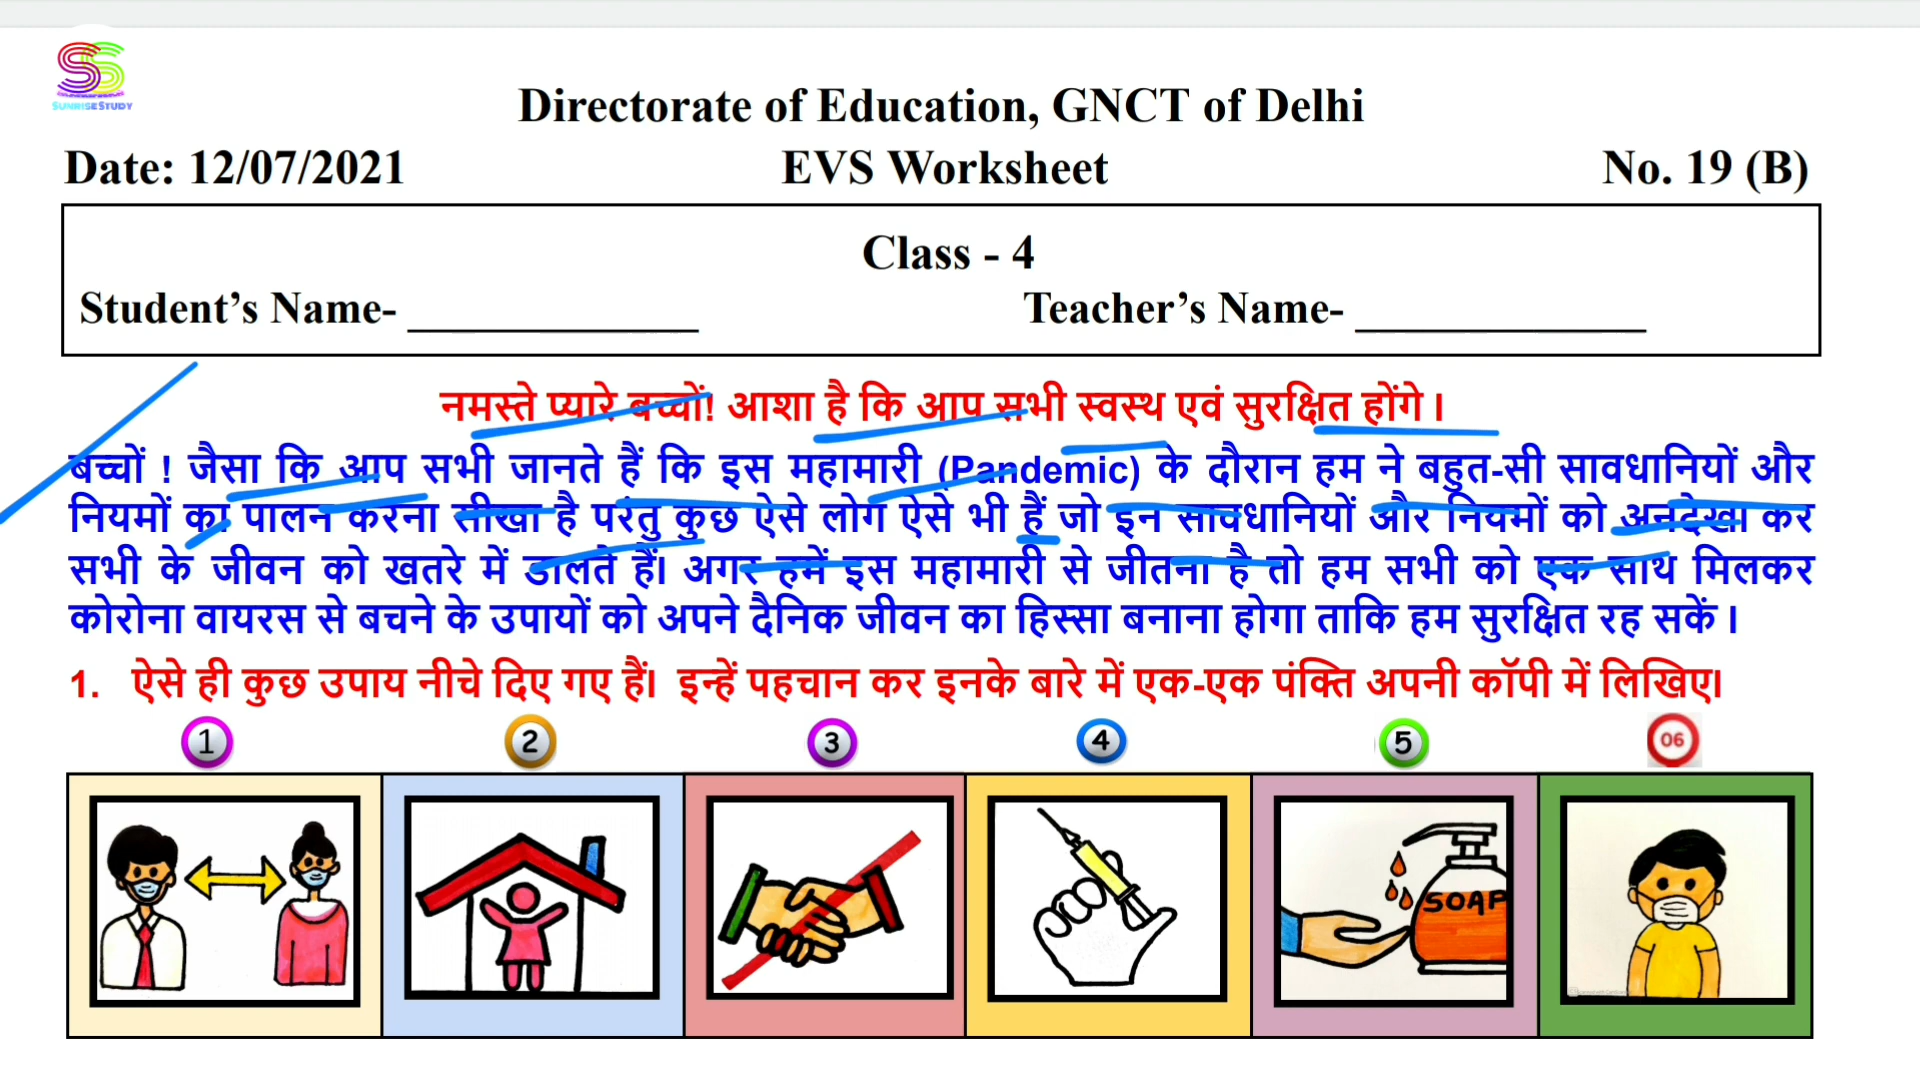 SS
SUNRISE STUDY
Directorate of Education, GNCT of Delhi
Date: 12/07/2021 EVS Worksheet No. 19 (B)
Class - 4
Student’s Name- _____________ Teacher’s Name- _____________
नमस्ते प्यारे बच्चों! आशा है कि आप सभी स्वस्थ एवं सुरक्षित होंगे ।
बच्चों ! जैसा कि आप सभी जानते हैं कि इस महामारी (Pandemic) के दौरान हम ने बहुत-सी सावधानियों और
नियमों का पालन करना सीखा है परंतु कुछ ऐसे लोग ऐसे भी हैं जो इन सावधानियों और नियमों को अनदेखा कर
सभी के जीवन को खतरे में डालते हैं। अगर हमें इस महामारी से जीतना है तो हम सभी को एक साथ मिलकर
कोरोना वायरस से बचने के उपायों को अपने दैनिक जीवन का हिस्सा बनाना होगा ताकि हम सुरक्षित रह सकें ।
1. ऐसे ही कुछ उपाय नीचे दिए गए हैं। इन्हें पहचान कर इनके बारे में एक-एक पंक्ति अपनी कॉपी में लिखिए।
1 2 3 4 5 06
SOAP